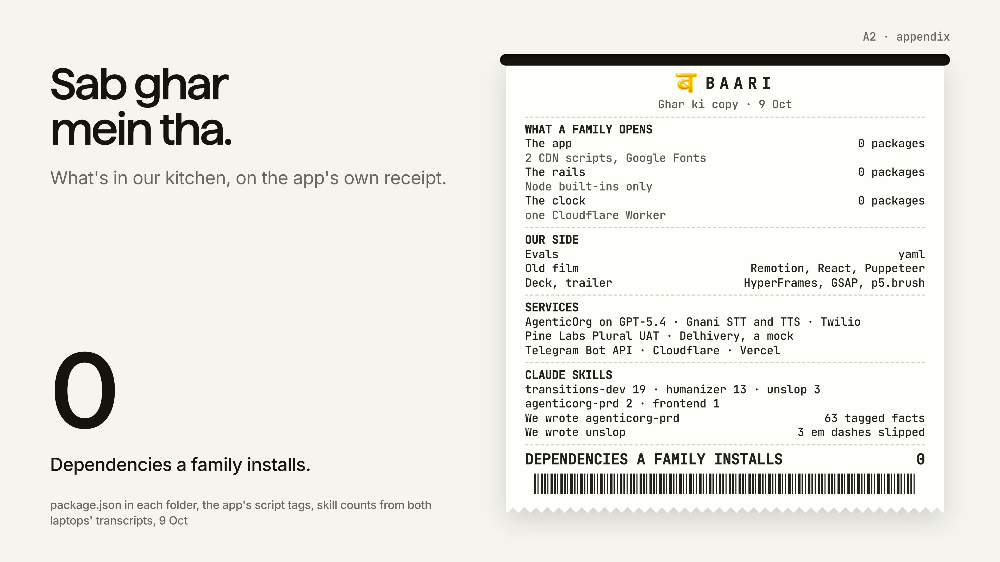 A2 · appendix
Sab ghar
mein tha.
What's in our kitchen, on the app's own receipt.
0
Dependencies a family installs.
package.json in each folder, the app's script tags, skill counts from both
laptops' transcripts, 9 Oct
ब BAARI
Ghar ki copy · 9 Oct
WHAT A FAMILY OPENS
The app 0 packages
2 CDN scripts, Google Fonts
The rails 0 packages
Node built-ins only
The clock 0 packages
one Cloudflare Worker
OUR SIDE
Evals yaml
Old film Remotion, React, Puppeteer
Deck, trailer HyperFrames, GSAP, p5.brush
SERVICES
AgenticOrg on GPT-5.4 · Gnani STT and TTS · Twilio
Pine Labs Plural UAT · Delhivery, a mock
Telegram Bot API · Cloudflare · Vercel
CLAUDE SKILLS
transitions-dev 19 · humanizer 13 · unslop 3
agenticorg-prd 2 · frontend 1
We wrote agenticorg-prd 63 tagged facts
We wrote unslop 3 em dashes slipped
DEPENDENCIES A FAMILY INSTALLS 0